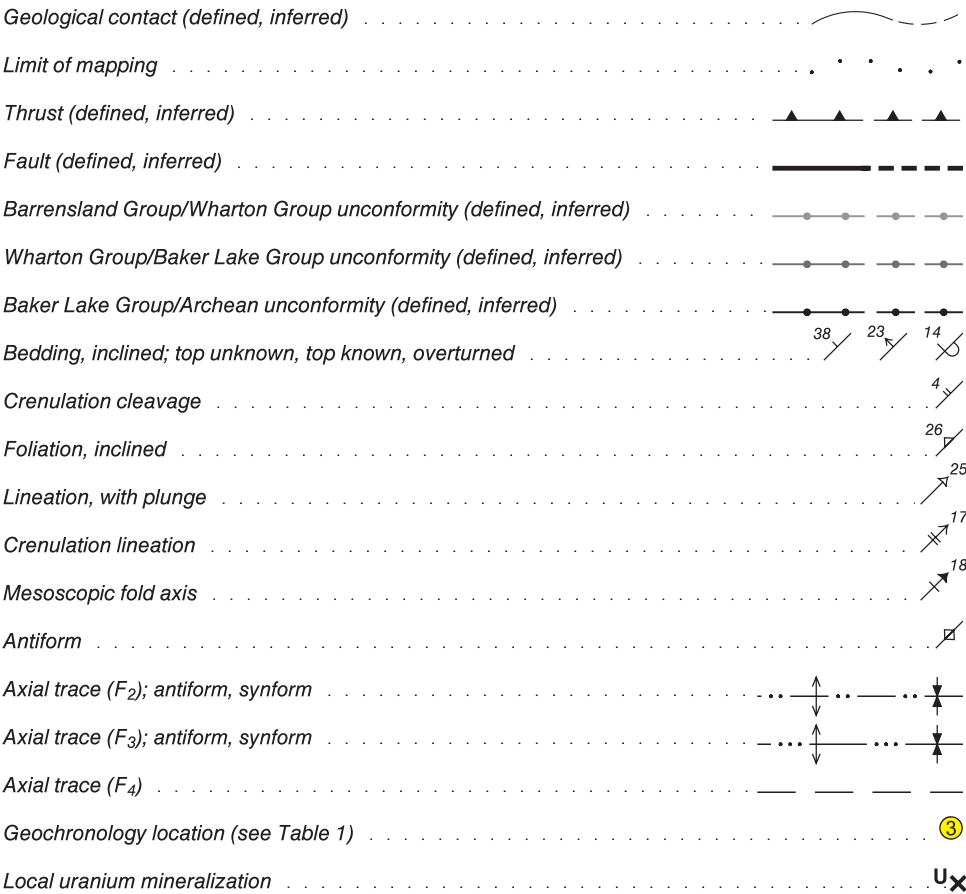 Geological contact (defined, inferred)
Limit of mapping
Thrust (defined, inferred)
Fault (defined, inferred)
Barrensland Group/Wharton Group unconformity (defined, inferred)
Wharton Group/Baker Lake Group unconformity (defined, inferred)
Baker Lake Group/Archean unconformity (defined, inferred)
Bedding, inclined; top unknown, top known, overturned 38 23 14
Crenulation cleavage 4
Foliation, inclined 26
Lineation, with plunge 25
Crenulation lineation 17
Mesoscopic fold axis 18
Antiform
Axial trace (F2); antiform, synform
Axial trace (F3); antiform, synform
Axial trace (F4)
Geochronology location (see Table 1) 3
Local uranium mineralization U